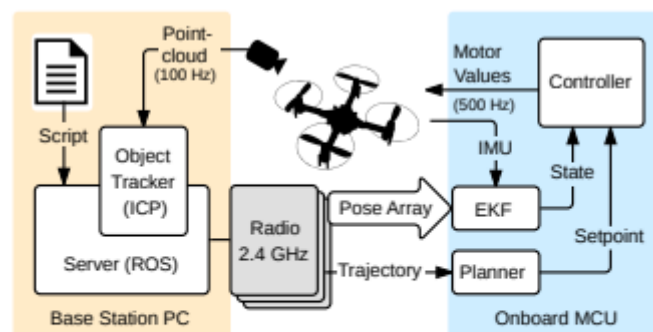 Point-
cloud
(100 Hz)
Script
Object
Tracker
(ICP)
Server (ROS)
Base Station PC
Radio
2.4 GHz
Pose Array
Trajectory
Motor
Values
(500 Hz)
IMU
Controller
State
EKF
Setpoint
Planner
Onboard MCU